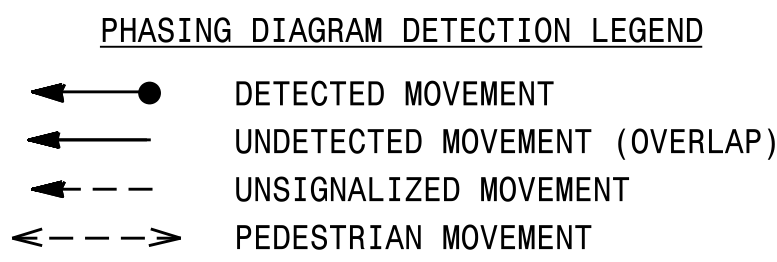 PHASING DIAGRAM DETECTION LEGEND
DETECTED MOVEMENT
UNDETECTED MOVEMENT (OVERLAP)
UNSIGNALIZED MOVEMENT
PEDESTRIAN MOVEMENT